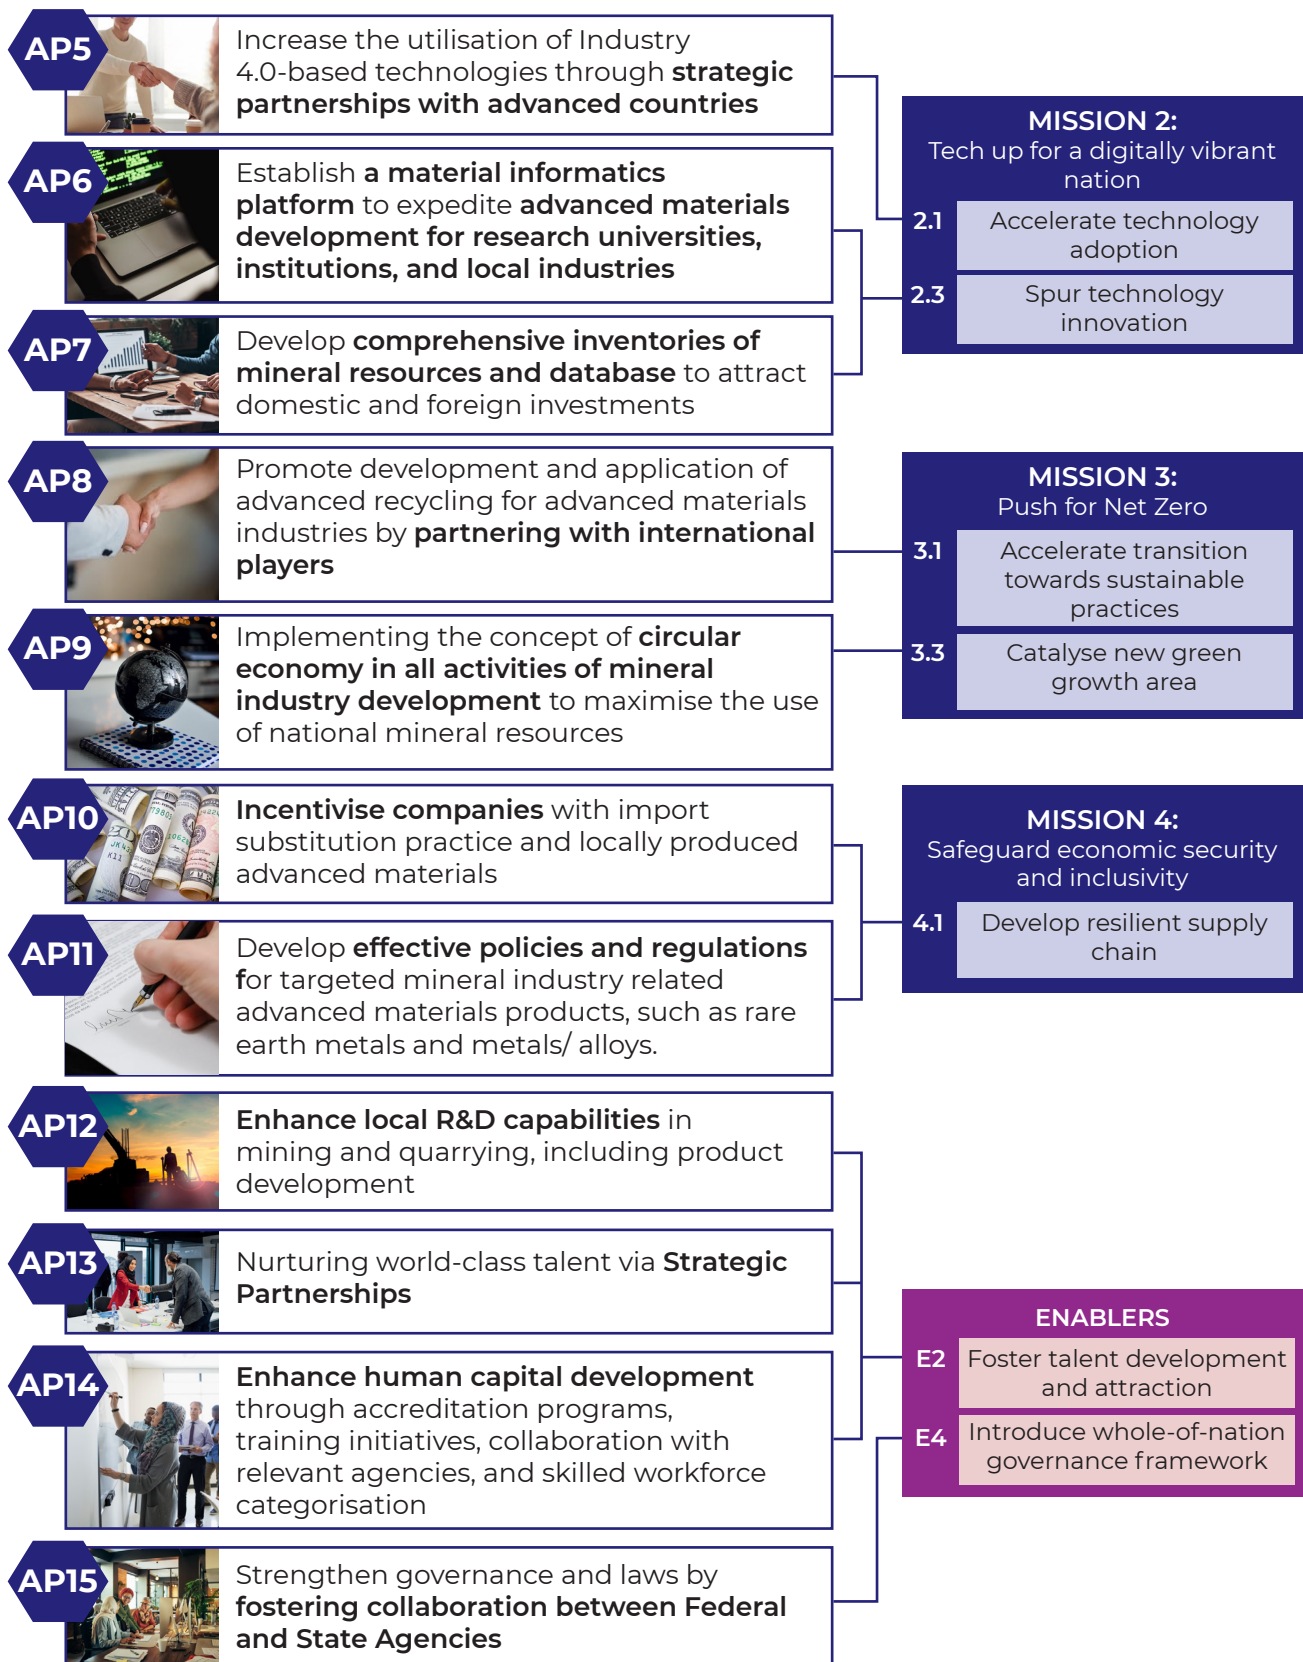 AP5
Increase the utilisation of Industry
4.0-based technologies through strategic
partnerships with advanced countries
AP6
Establish a material informatics
platform to expedite advanced materials
development for research universities,
institutions, and local industries
AP7
Develop comprehensive inventories of
mineral resources and database to attract
domestic and foreign investments
MISSION 2:
Tech up for a digitally vibrant
nation
2.1
Accelerate technology
adoption
2.3
Spur technology
innovation
AP8
Promote development and application of
advanced recycling for advanced materials
industries by partnering with international
players
AP9
Implementing the concept of circular
economy in all activities of mineral
industry development to maximise the use
of national mineral resources
MISSION 3:
Push for Net Zero
3.1
Accelerate transition
towards sustainable
practices
3.3
Catalyse new green
growth area
AP10
Incentivise companies with import
substitution practice and locally produced
advanced materials
AP11
Develop effective policies and regulations
for targeted mineral industry related
advanced materials products, such as rare
earth metals and metals/ alloys.
MISSION 4:
Safeguard economic security
and inclusivity
4.1
Develop resilient supply
chain
AP12
Enhance local R&D capabilities in
mining and quarrying, including product
development
AP13
Nurturing world-class talent via Strategic
Partnerships
AP14
Enhance human capital development
through accreditation programs,
training initiatives, collaboration with
relevant agencies, and skilled workforce
categorisation
AP15
Strengthen governance and laws by
fostering collaboration between Federal
and State Agencies
ENABLERS
E2
Foster talent development
and attraction
E4
Introduce whole-of-nation
governance framework